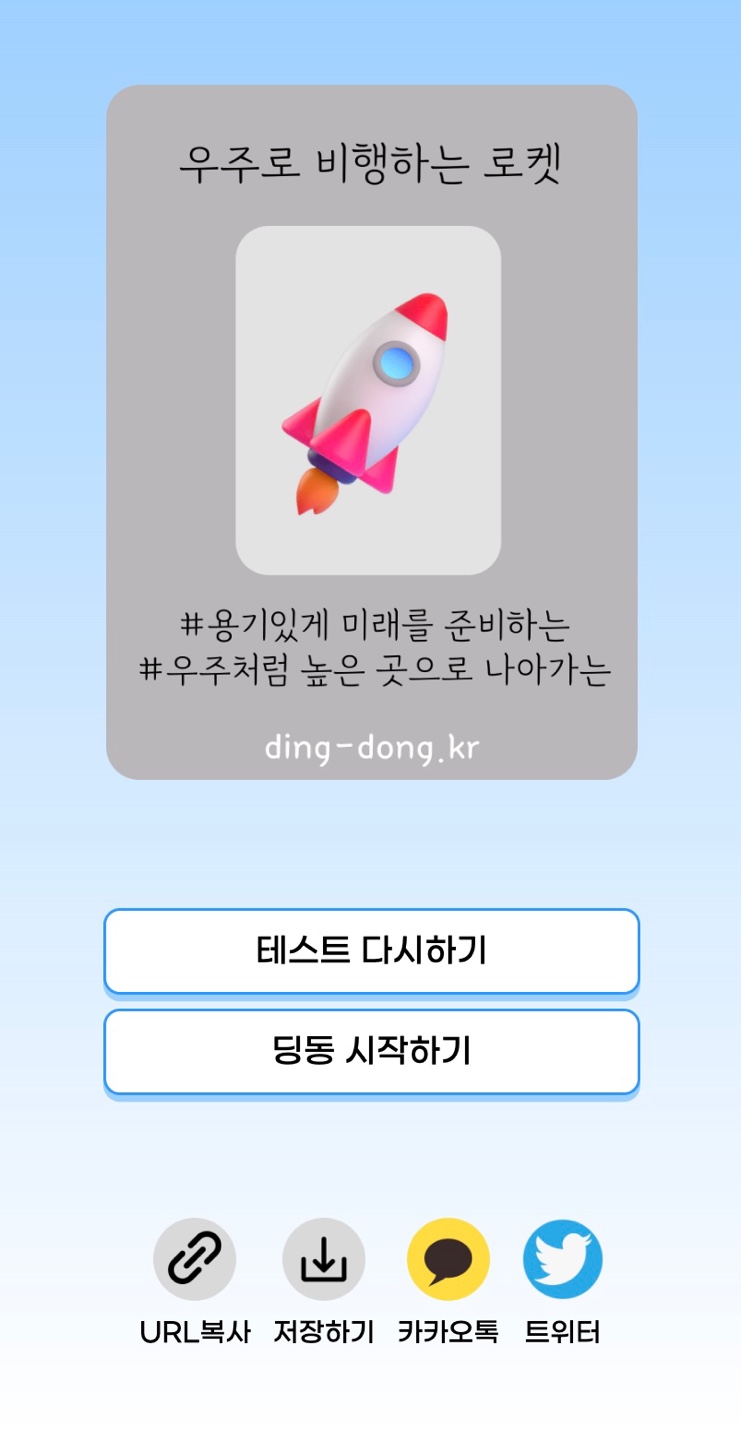 우주로 비행하는 로켓
#용기있게 미래를 준비하는
#우주처럼 높은 곳으로 나아가는
ding-dong.kr
테스트 다시하기
딩동 시작하기
URL복사 저장하기 카카오톡 트위터